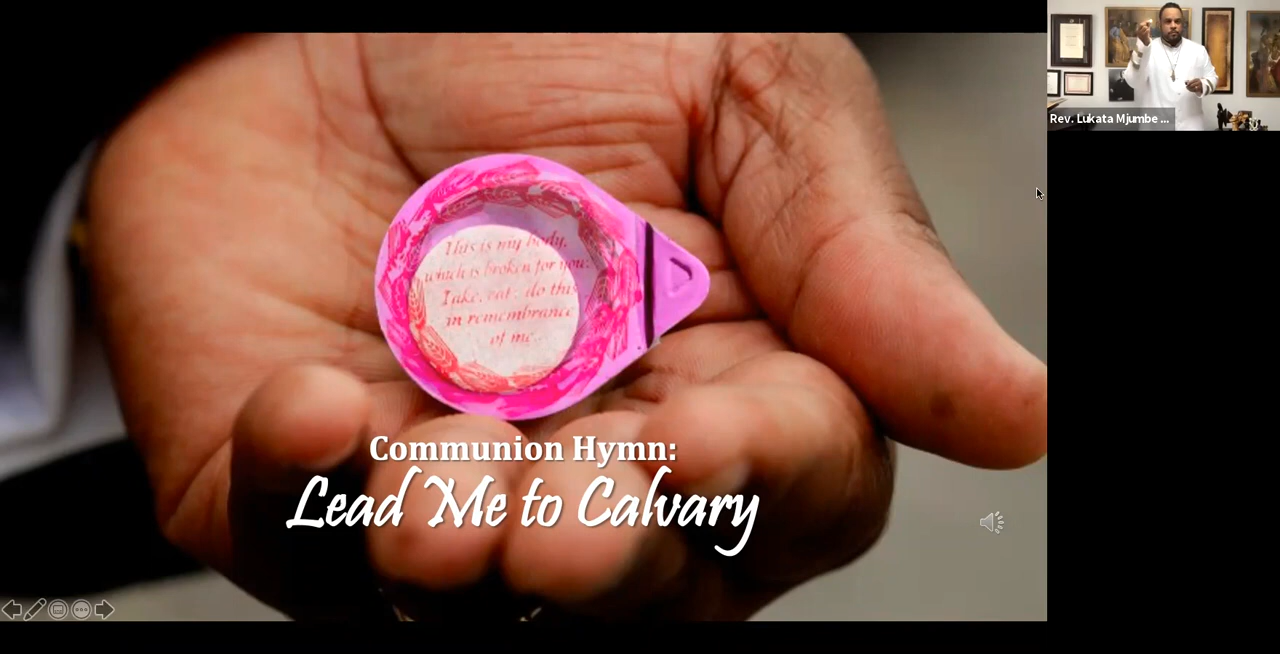 This is my body,
which is broken for you:
Take, eat: do this
in remembrance
of me.
Communion Hymn:
Lead Me to Calvary
Rev. Lukata Mjumbe ...